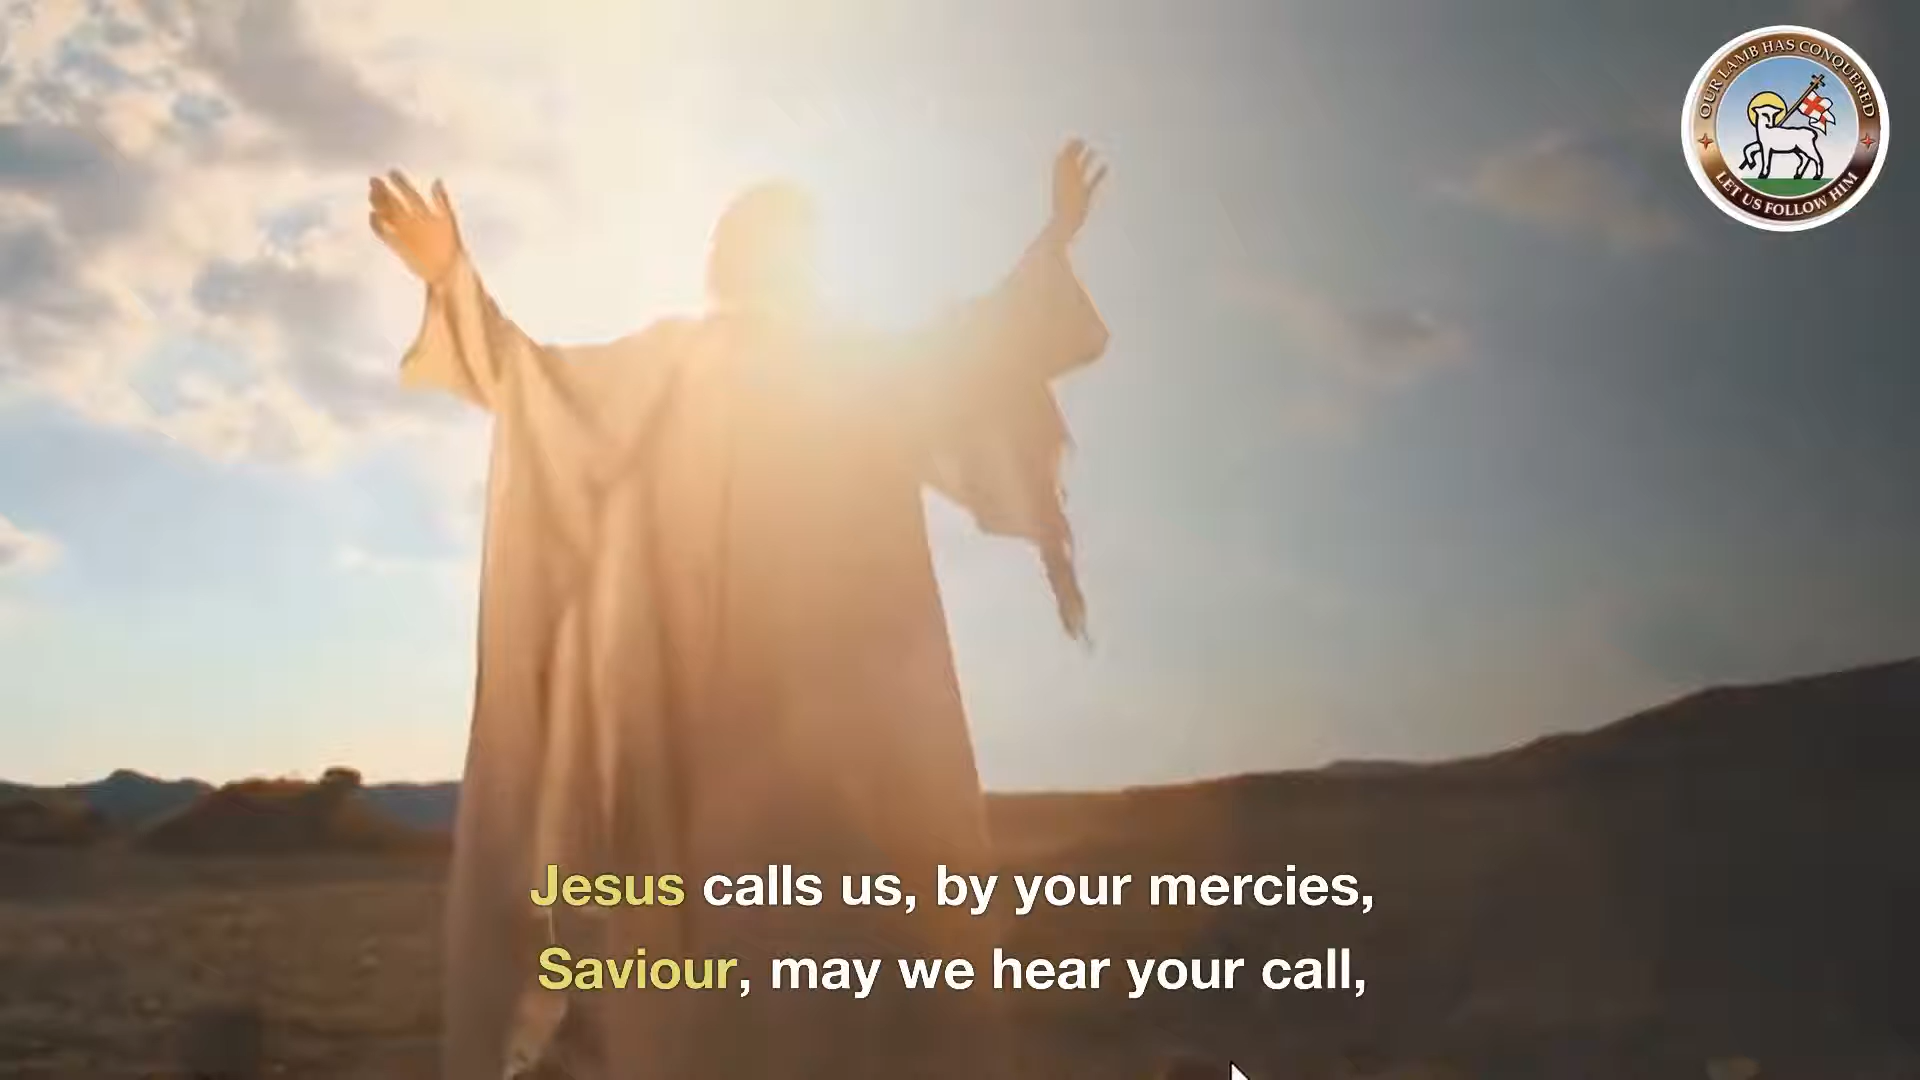 OUR LAMB HAS CONQUERED
LET US FOLLOW HIM
Jesus calls us, by your mercies,
Saviour, may we hear your call,